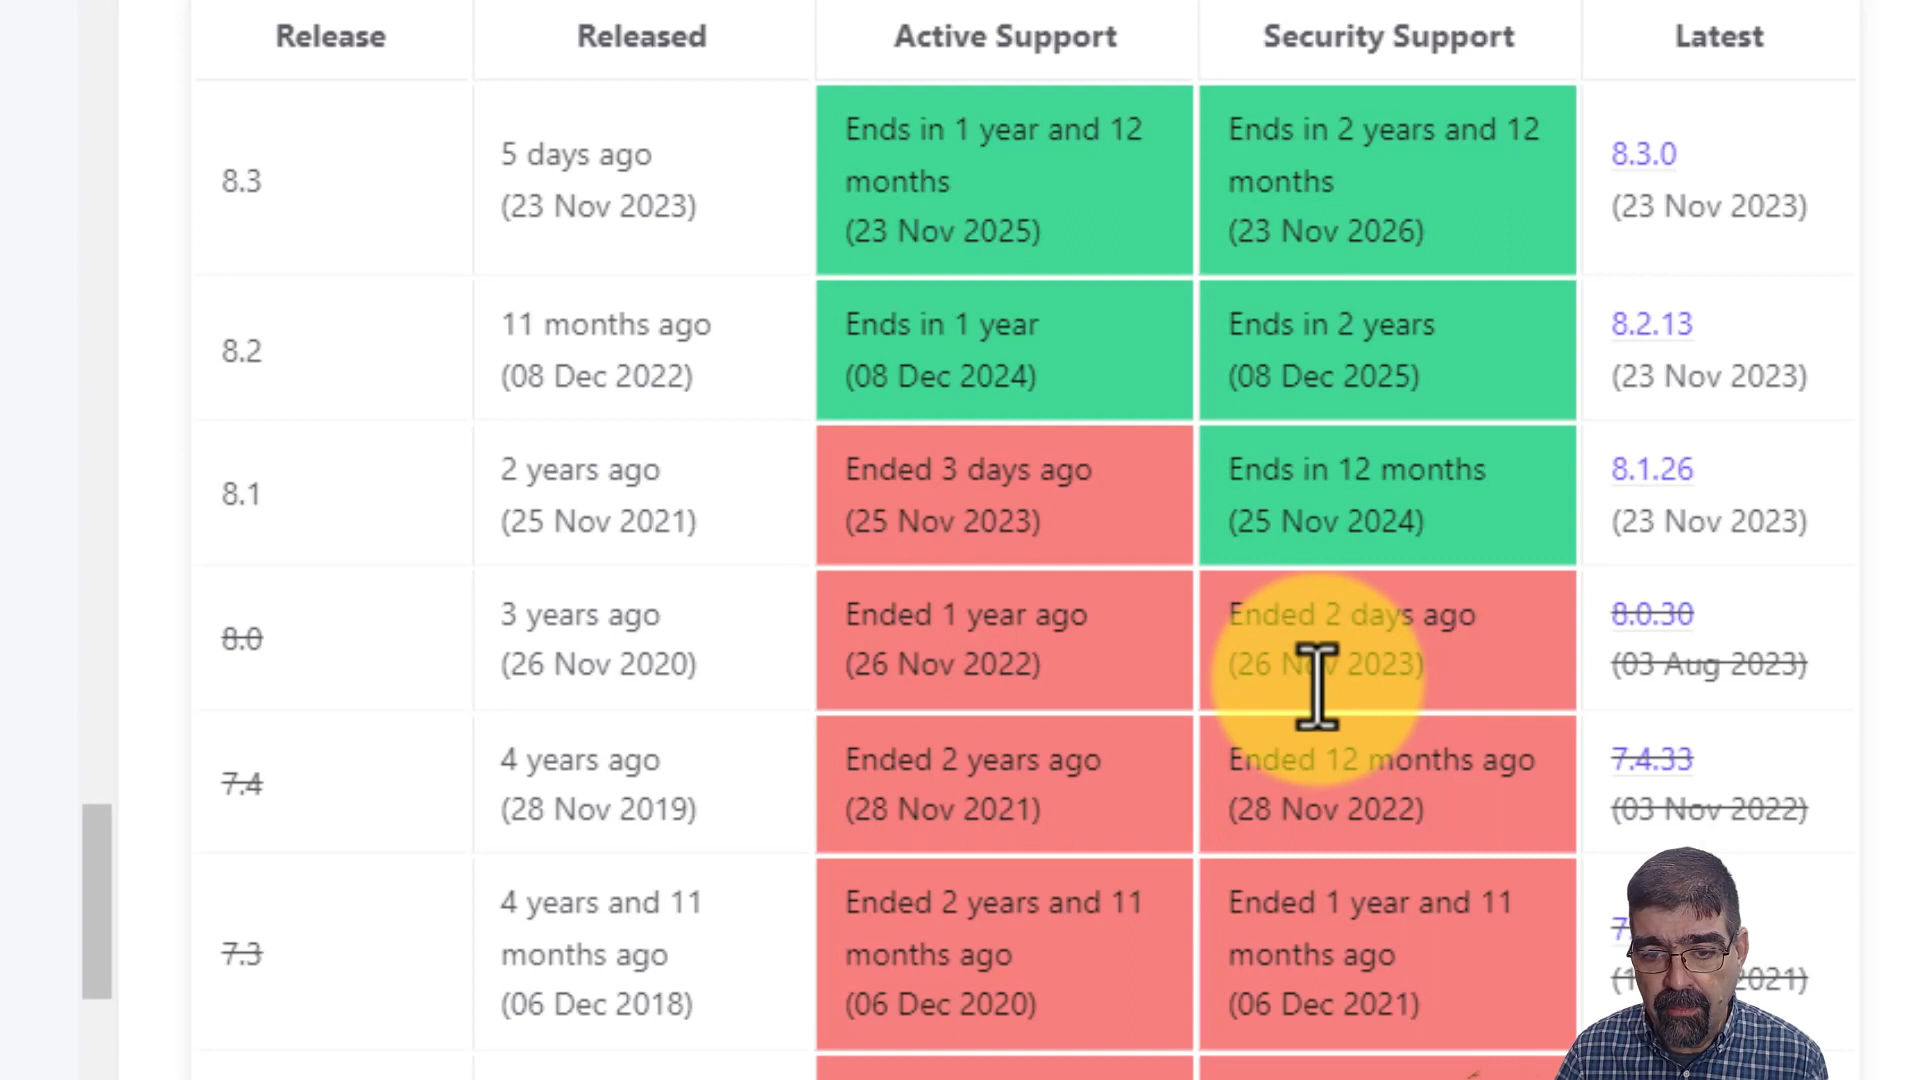 Release Released Active Support Security Support Latest
8.3
5 days ago
(23 Nov 2023)
Ends in 1 year and 12
months
(23 Nov 2025)
Ends in 2 years and 12
months
(23 Nov 2026)
8.3.0
(23 Nov 2023)
8.2
11 months ago
(08 Dec 2022)
Ends in 1 year
(08 Dec 2024)
Ends in 2 years
(08 Dec 2025)
8.2.13
(23 Nov 2023)
8.1
2 years ago
(25 Nov 2021)
Ended 3 days ago
(25 Nov 2023)
Ends in 12 months
(25 Nov 2024)
8.1.26
(23 Nov 2023)
8.0
3 years ago
(26 Nov 2020)
Ended 1 year ago
(26 Nov 2022)
Ended 2 days ago
(26 Nov 2023)
8.0.30
(03 Aug 2023)
7.4
4 years ago
(28 Nov 2019)
Ended 2 years ago
(28 Nov 2021)
Ended 12 months ago
(28 Nov 2022)
7.4.33
(03 Nov 2022)
7.3
4 years and 11
months ago
(06 Dec 2018)
Ended 2 years and 11
months ago
(06 Dec 2020)
Ended 1 year and 11
months ago
(06 Dec 2021)
2021)